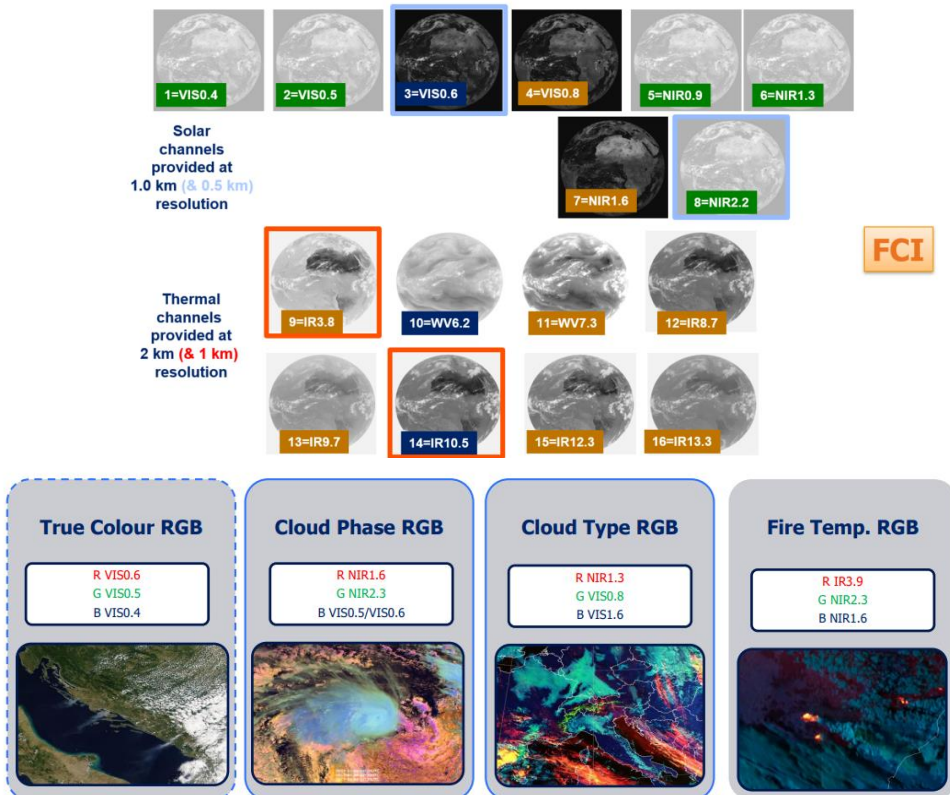 1=VIS0.4
2=VIS0.5
3=VIS0.6
4=VIS0.8
5=NIR0.9
6=NIR1.3
Solar
channels
provided at
1.0 km (& 0.5 km)
resolution
7=NIR1.6
8=NIR2.2
FCI
9=IR3.8
10=WV6.2
11=WV7.3
12=IR8.7
Thermal
channels
provided at
2 km (& 1 km)
resolution
13=IR9.7
14=IR10.5
15=IR12.3
16=IR13.3
True Colour RGB
R VIS0.6
G VIS0.5
B VIS0.4
Cloud Phase RGB
R NIR1.6
G NIR2.3
B VIS0.5/VIS0.6
Cloud Type RGB
R NIR1.3
G VIS0.8
B VIS1.6
Fire Temp. RGB
R IR3.9
G NIR2.3
B NIR1.6